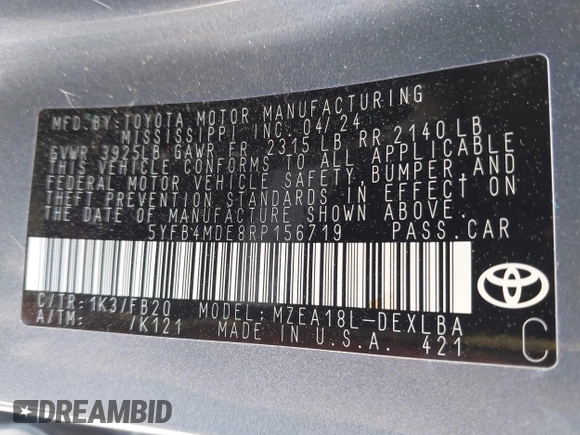 MFD.BY:TOYOTA MOTOR MANUFACTURING
MISSISSIPPI INC. 04/24
GVWR 3925LB GAWR FR 2315 LB RR 2140 LB
THIS VEHICLE CONFORMS TO ALL APPLICABLE
FEDERAL MOTOR VEHICLE SAFETY,BUMPER,AND
THEFT PREVENTION STANDARDS IN EFFECT ON
THE DATE OF MANUFACTURE SHOWN ABOVE.
5YFB4MDE8RP156719 PASS.CAR
C/TR:1K3/FB20 MODEL:MZEA18L-DEXLBA
A/TM: /K121 MADE IN U.S.A. 421
C
DREAMBID